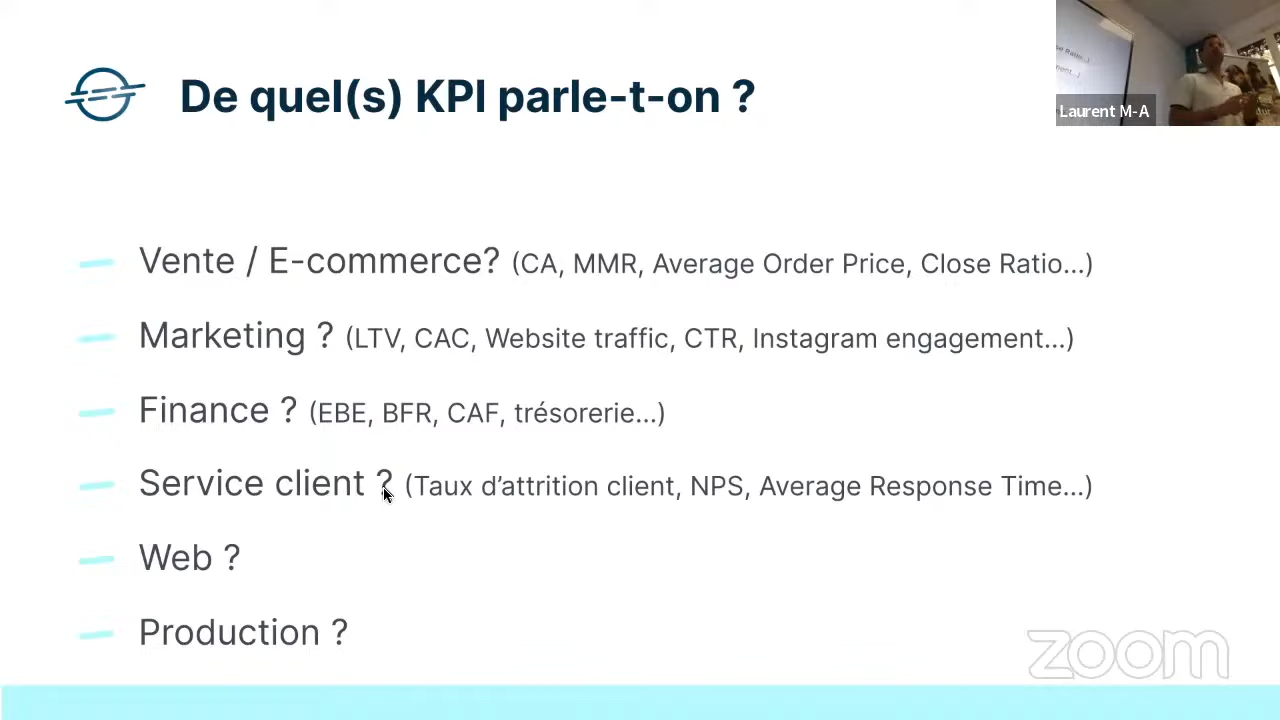 De quel(s) KPI parle-t-on ?
Laurent M-A
Vente / E-commerce? (CA, MMR, Average Order Price, Close Ratio...)
Marketing ? (LTV, CAC, Website traffic, CTR, Instagram engagement...)
Finance ? (EBE, BFR, CAF, trésorerie...)
Service client ? (Taux d’attrition client, NPS, Average Response Time...)
Web ?
Production ?
zoom